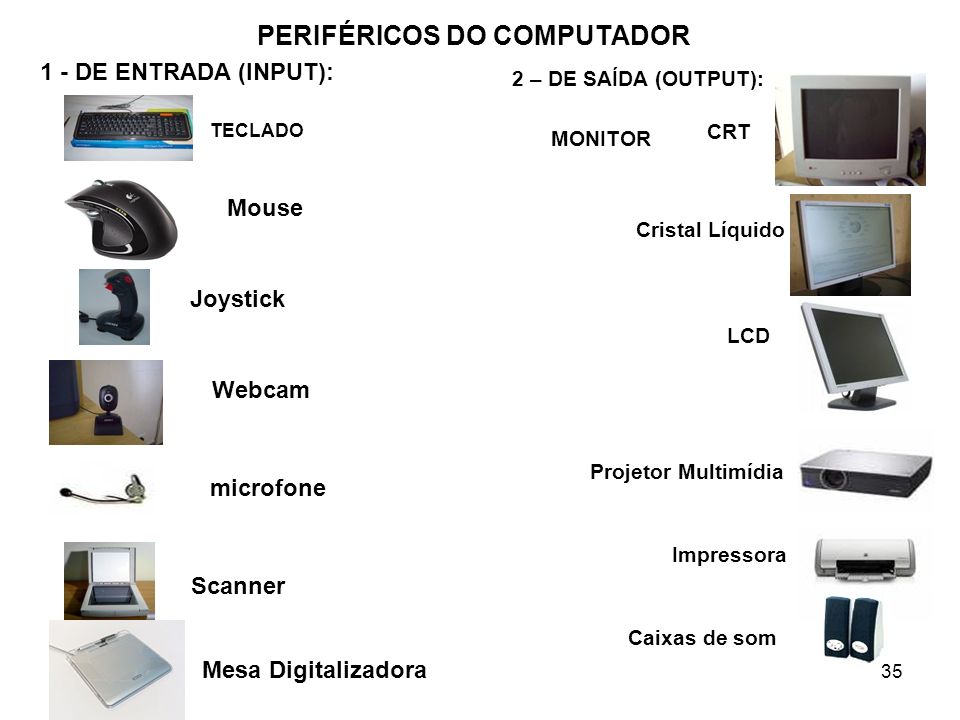 PERIFÉRICOS DO COMPUTADOR
1 - DE ENTRADA (INPUT):
TECLADO
Mouse
Joystick
Webcam
microfone
Scanner
Mesa Digitalizadora
2 – DE SAÍDA (OUTPUT):
MONITOR
CRT
Cristal Líquido
LCD
Projetor Multimídia
Impressora
Caixas de som
35